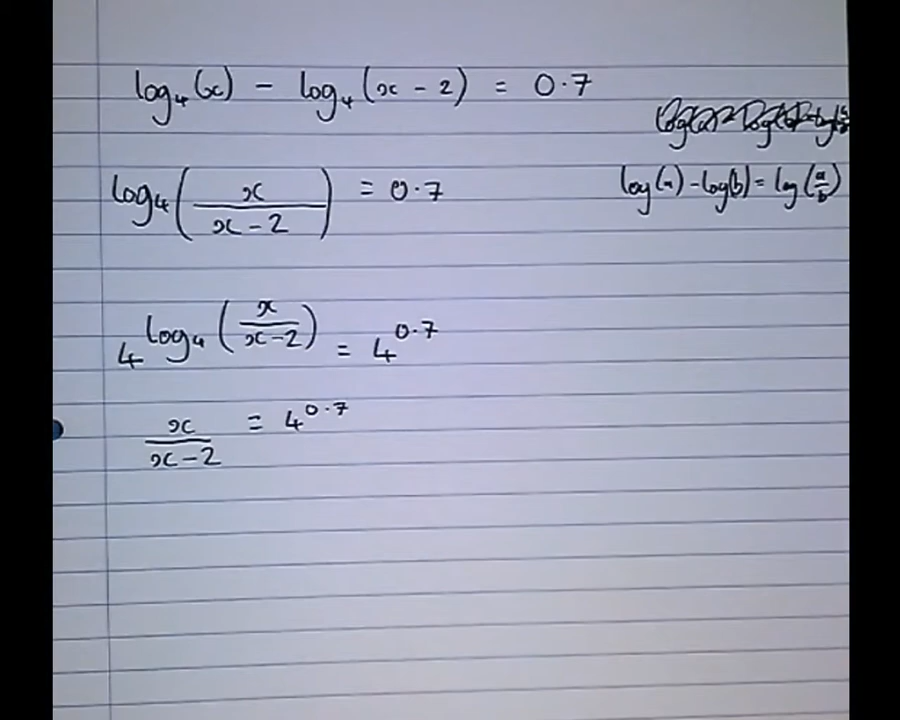 log₄(x) - log₄(x - 2) = 0.7
log₄(x/(x - 2)) = 0.7
log(a) - log(b) = log(a/b)
4^(log₄(x/(x - 2))) = 4^0.7
x/(x - 2) = 4^0.7